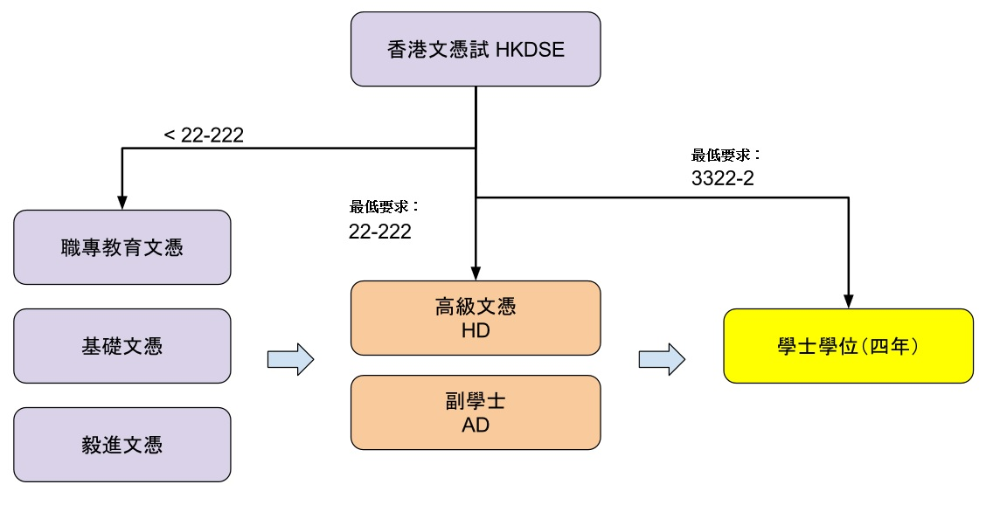 香港文憑試 HKDSE
< 22-222
最低要求：
3322-2
最低要求：
22-222
職專教育文憑
基礎文憑
毅進文憑
高級文憑
HD
副學士
AD
學士學位（四年）